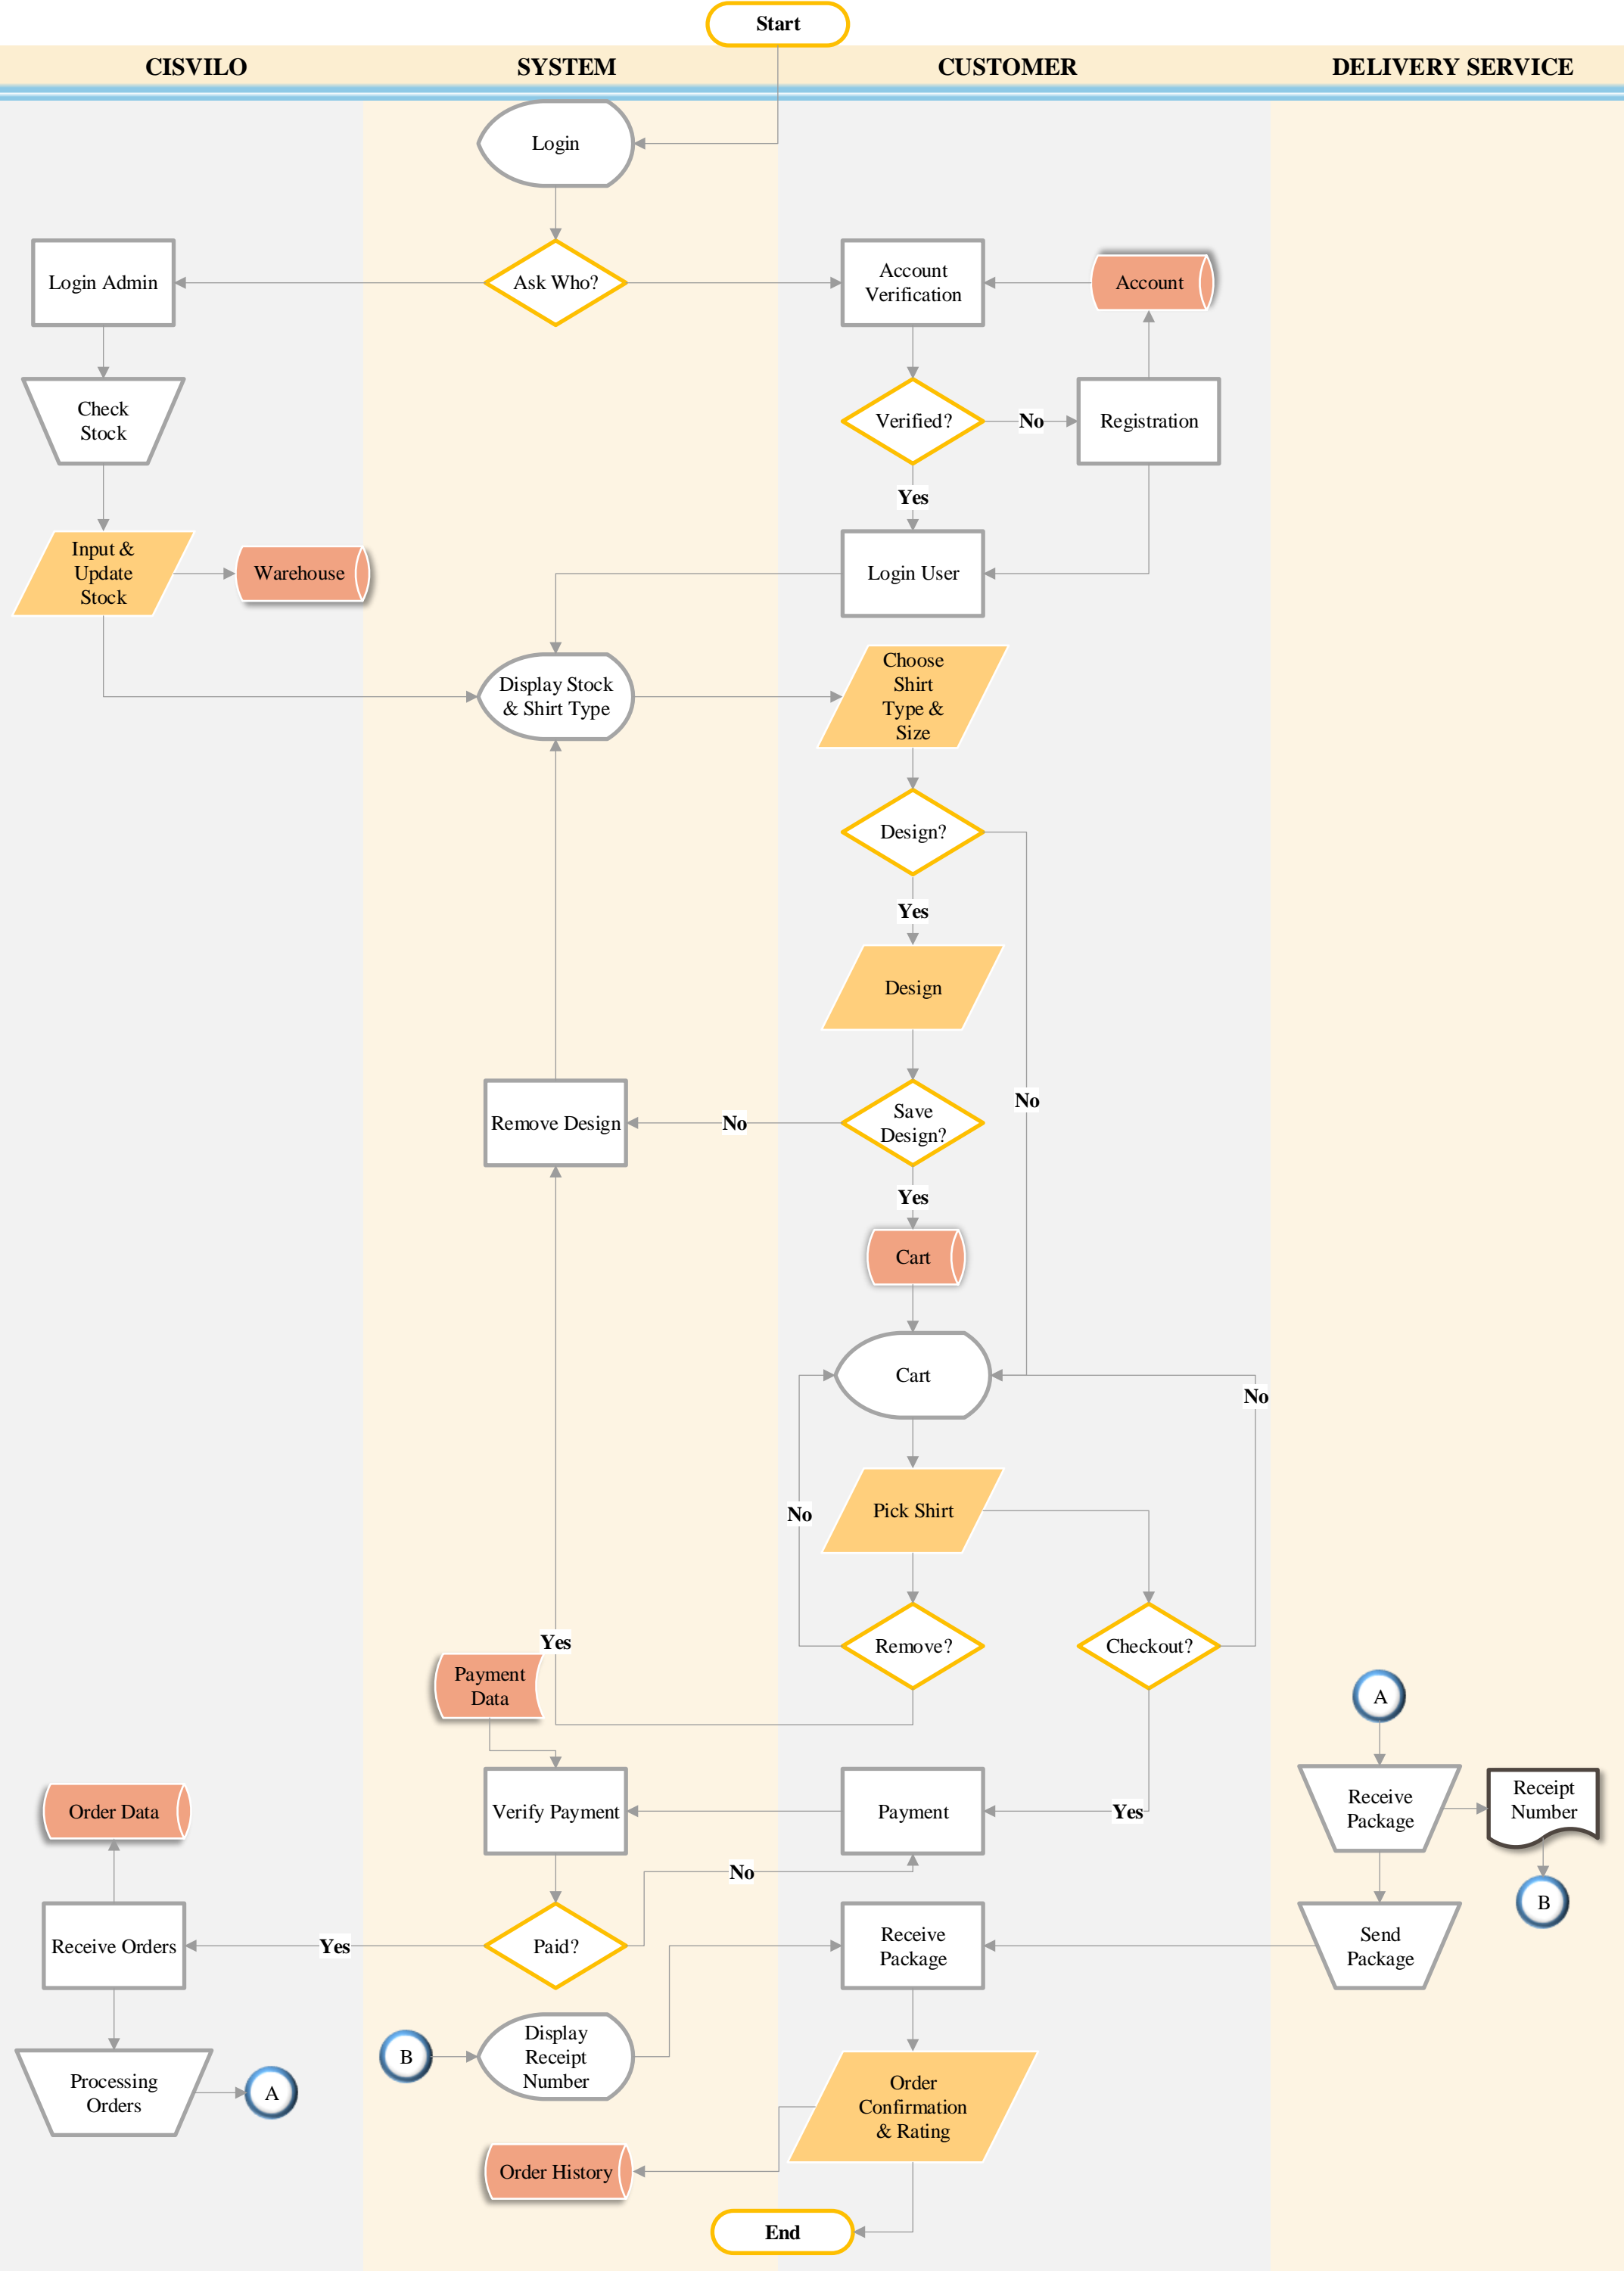 Start
CISVILO
SYSTEM
CUSTOMER
DELIVERY SERVICE
Login
Login Admin
Ask Who?
Account
Verification
Account
Check
Stock
Verified?
No
Registration
Yes
Input &
Update
Stock
Warehouse
Login User
Display Stock
& Shirt Type
Choose
Shirt
Type &
Size
Design?
Yes
Design
No
Remove Design
No
Save
Design?
Yes
Cart
Cart
No
Pick Shirt
No
Yes
Remove?
Checkout?
Payment
Data
A
Order Data
Verify Payment
Payment
Yes
Receive
Package
Receipt
Number
No
B
Receive Orders
Yes
Paid?
Receive
Package
Send
Package
B
Display
Receipt
Number
Processing
Orders
A
Order
Confirmation
& Rating
Order History
End